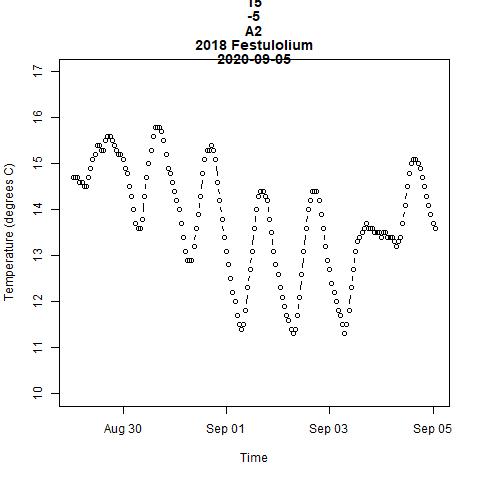 15
-5
A2
2018 Festulolium
2020-09-05
Temperature (degrees C)
17
16
15
14
13
12
11
10
Aug 30
Sep 01
Sep 03
Sep 05
Time